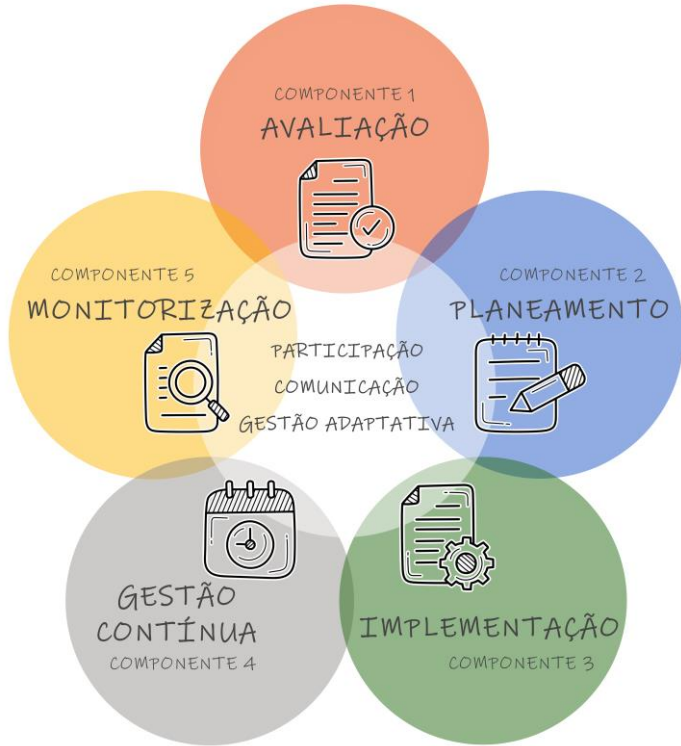 COMPONENTE 1
AVALIAÇÃO
COMPONENTE 2
PLANEAMENTO
IMPLEMENTAÇÃO
COMPONENTE 3
GESTÃO
CONTÍNUA
COMPONENTE 4
COMPONENTE 5
MONITORIZAÇÃO
PARTICIPAÇÃO
COMUNICAÇÃO
GESTÃO ADAPTATIVA